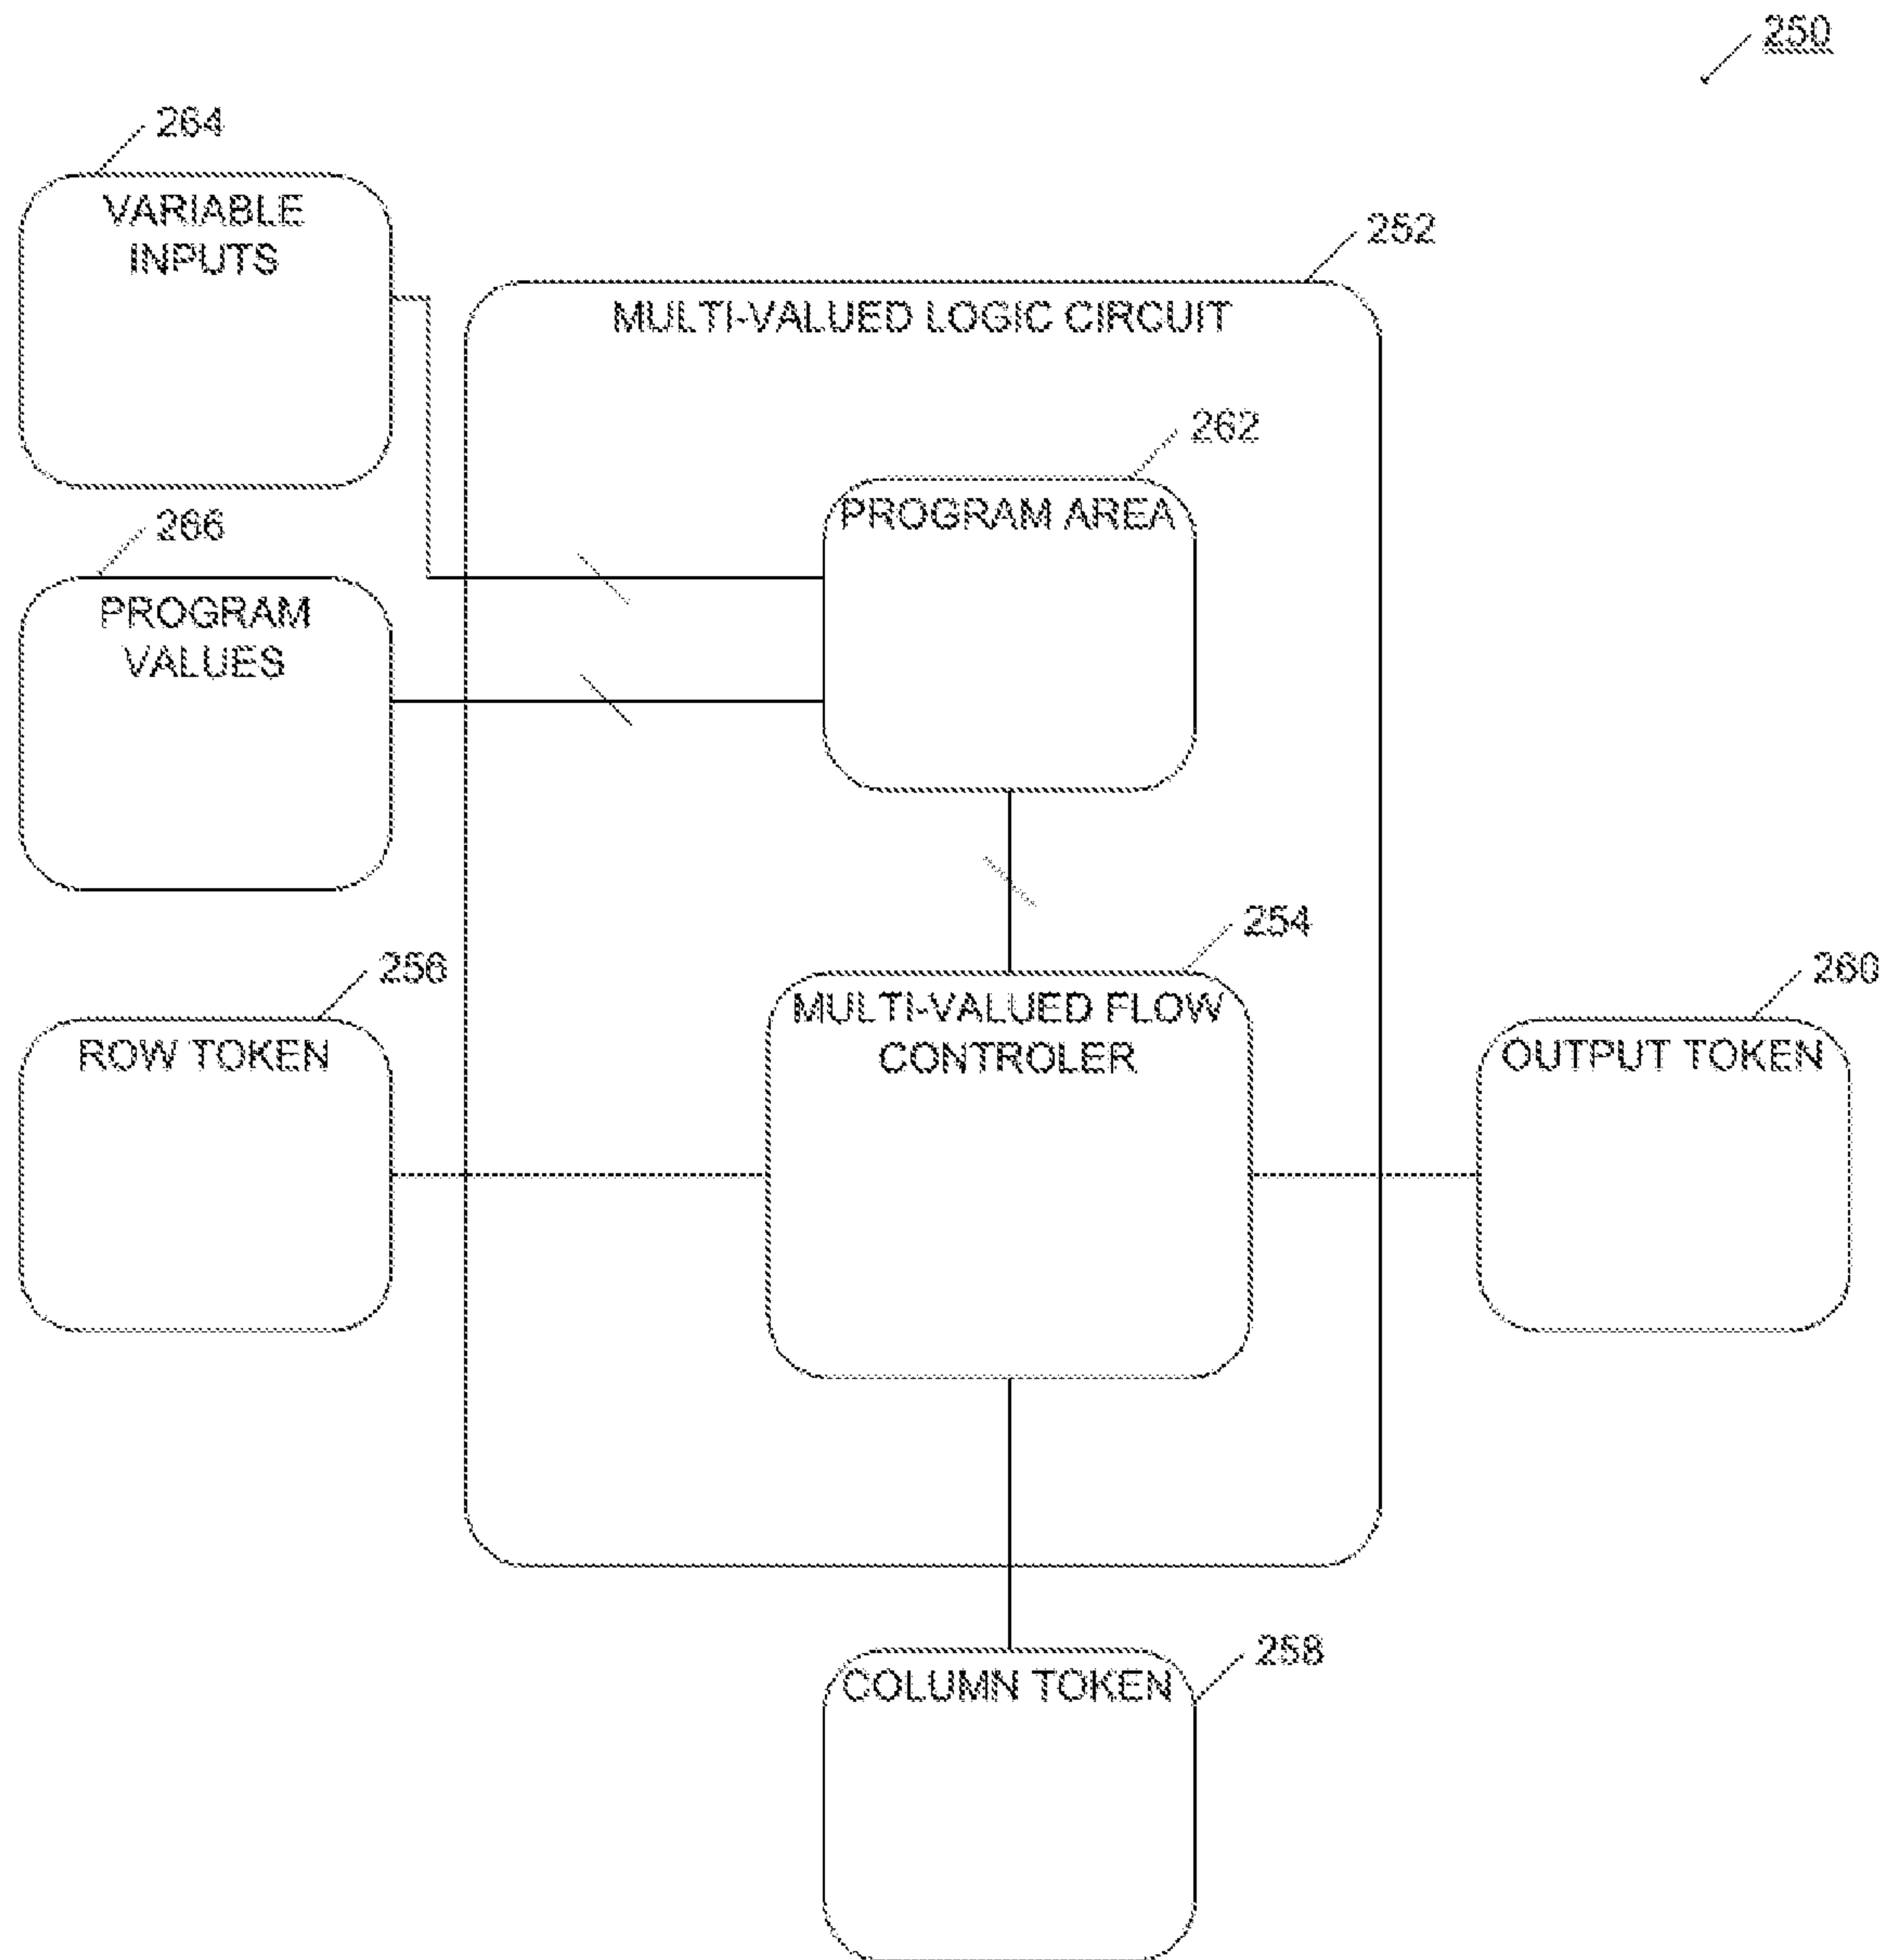 250
264
VARIABLE
INPUTS
252
MULTI-VALUED LOGIC CIRCUIT
262
PROGRAM AREA
266
PROGRAM
VALUES
254
MULTI-VALUED FLOW
CONTROLER
256
ROW TOKEN
260
OUTPUT TOKEN
258
COLUMN TOKEN